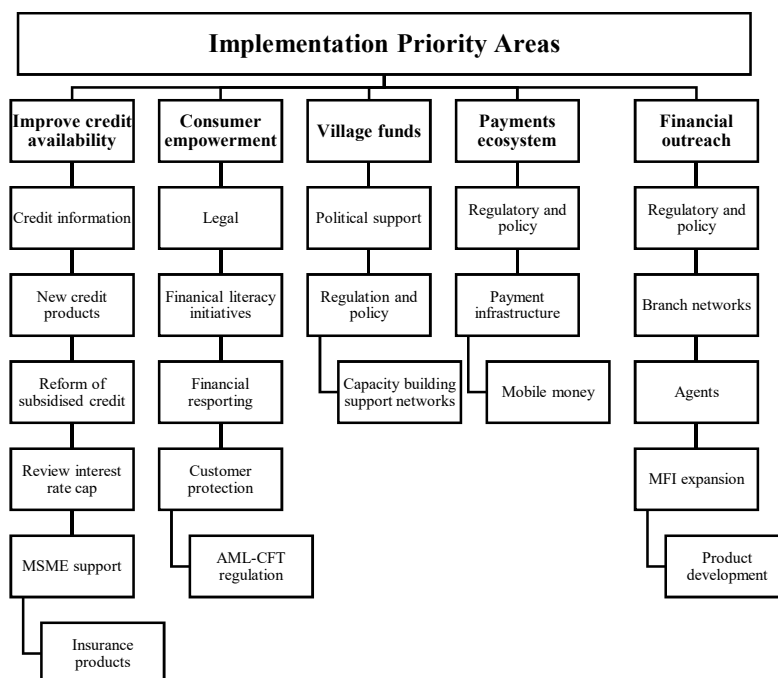 Implementation Priority Areas
Improve credit
availability
Credit information
New credit
products
Reform of
subsidised credit
Review interest
rate cap
MSME support
Insurance
products
Consumer
empowerment
Legal
Finanical literacy
initiatives
Financial
resporting
Customer
protection
AML-CFT
regulation
Village funds
Political support
Regulation and
policy
Capacity building
support networks
Payments
ecosystem
Regulatory and
policy
Payment
infrastructure
Mobile money
Financial
outreach
Regulatory and
policy
Branch networks
Agents
MFI expansion
Product
development